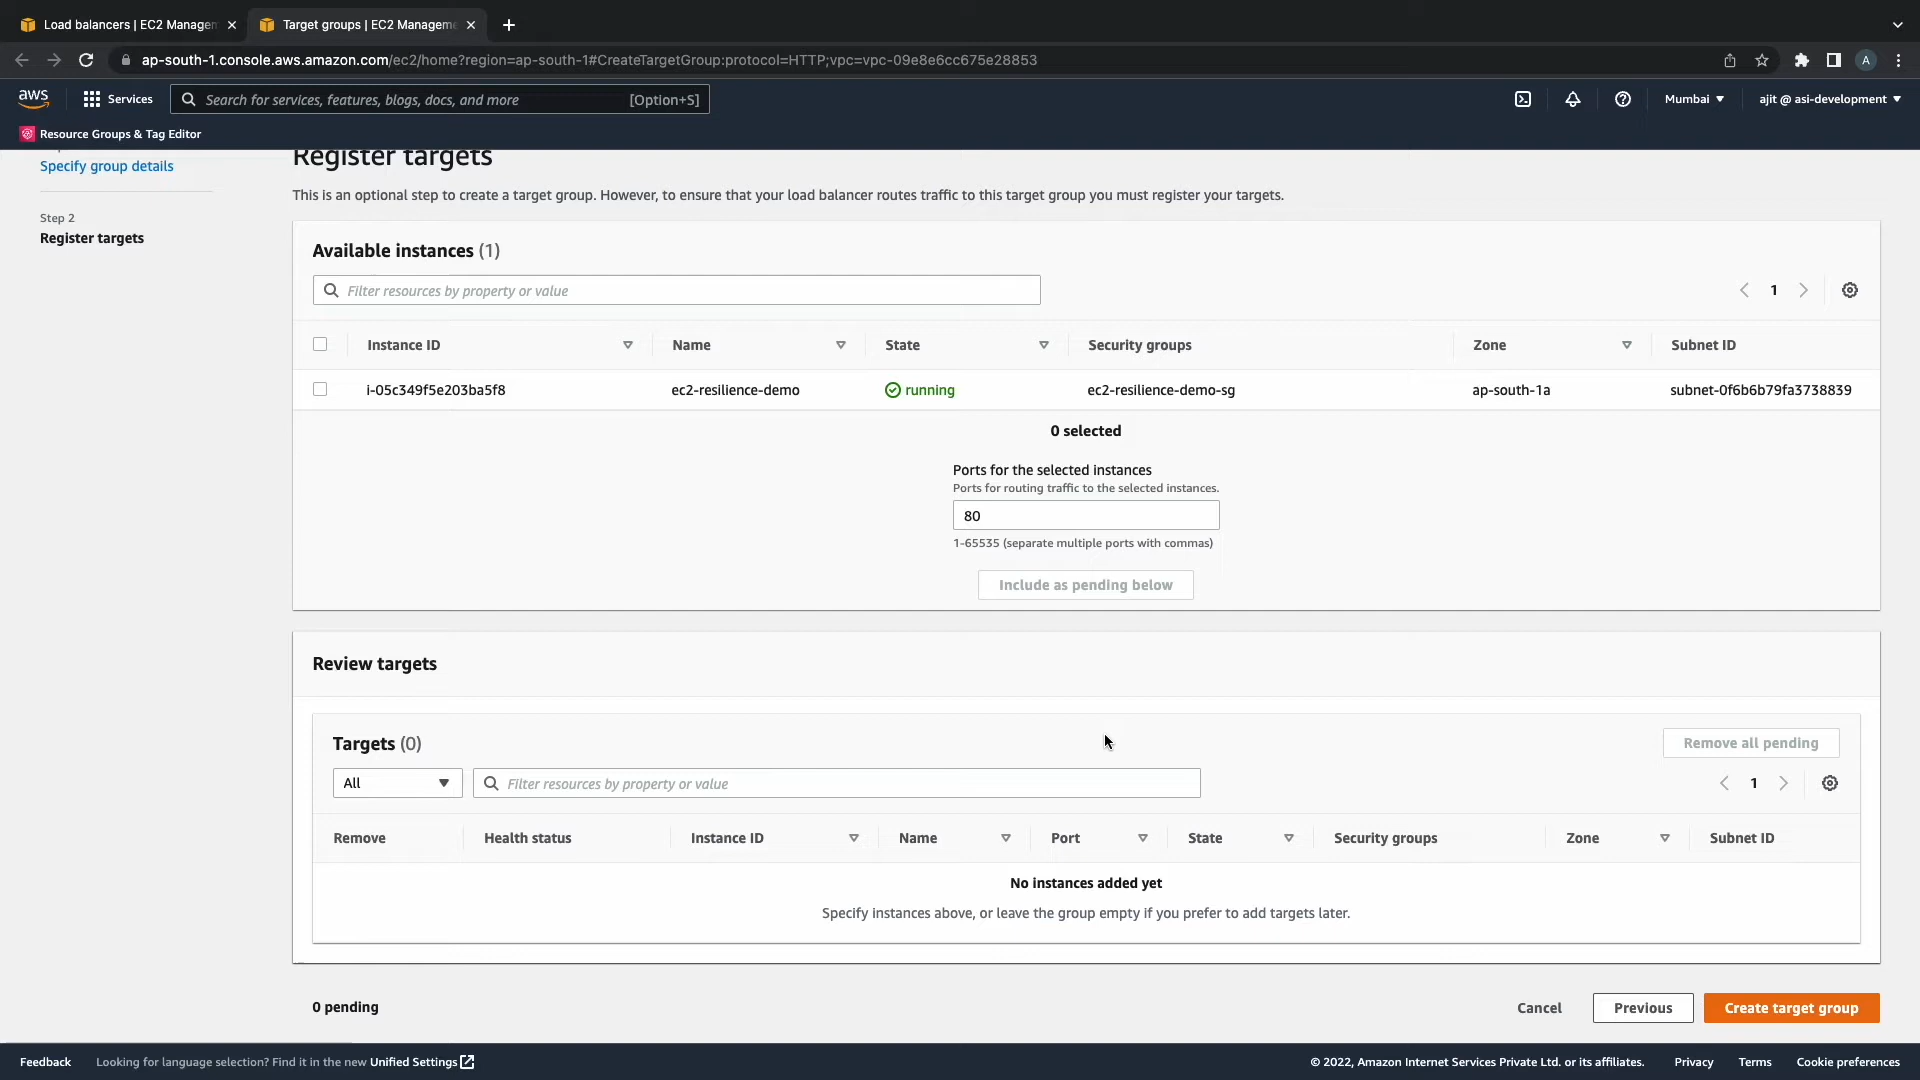 Load balancers | EC2 Managem
Target groups | EC2 Manageme
ap-south-1.console.aws.amazon.com/ec2/home?region=ap-south-1#CreateTargetGroup:protocol=HTTP;vpc=vpc-09e8e6cc675e28853
A
aws
Services
Search for services, features, blogs, docs, and more
[Option+S]
Mumbai
ajit @ asi-development
Resource Groups & Tag Editor
Specify group details
Step 2
Register targets
Register targets
This is an optional step to create a target group. However, to ensure that your load balancer routes traffic to this target group you must register your targets.
Available instances (1)
Filter resources by property or value
1
Instance ID
Name
State
Security groups
Zone
Subnet ID
i-05c349f5e203ba5f8
ec2-resilience-demo
running
ec2-resilience-demo-sg
ap-south-1a
subnet-0f6b6b79fa3738839
0 selected
Ports for the selected instances
Ports for routing traffic to the selected instances.
80
1-65535 (separate multiple ports with commas)
Include as pending below
Review targets
Targets (0)
Remove all pending
All
Filter resources by property or value
1
Remove
Health status
Instance ID
Name
Port
State
Security groups
Zone
Subnet ID
No instances added yet
Specify instances above, or leave the group empty if you prefer to add targets later.
0 pending
Cancel
Previous
Create target group
Feedback
Looking for language selection? Find it in the new Unified Settings
© 2022, Amazon Internet Services Private Ltd. or its affiliates.
Privacy
Terms
Cookie preferences